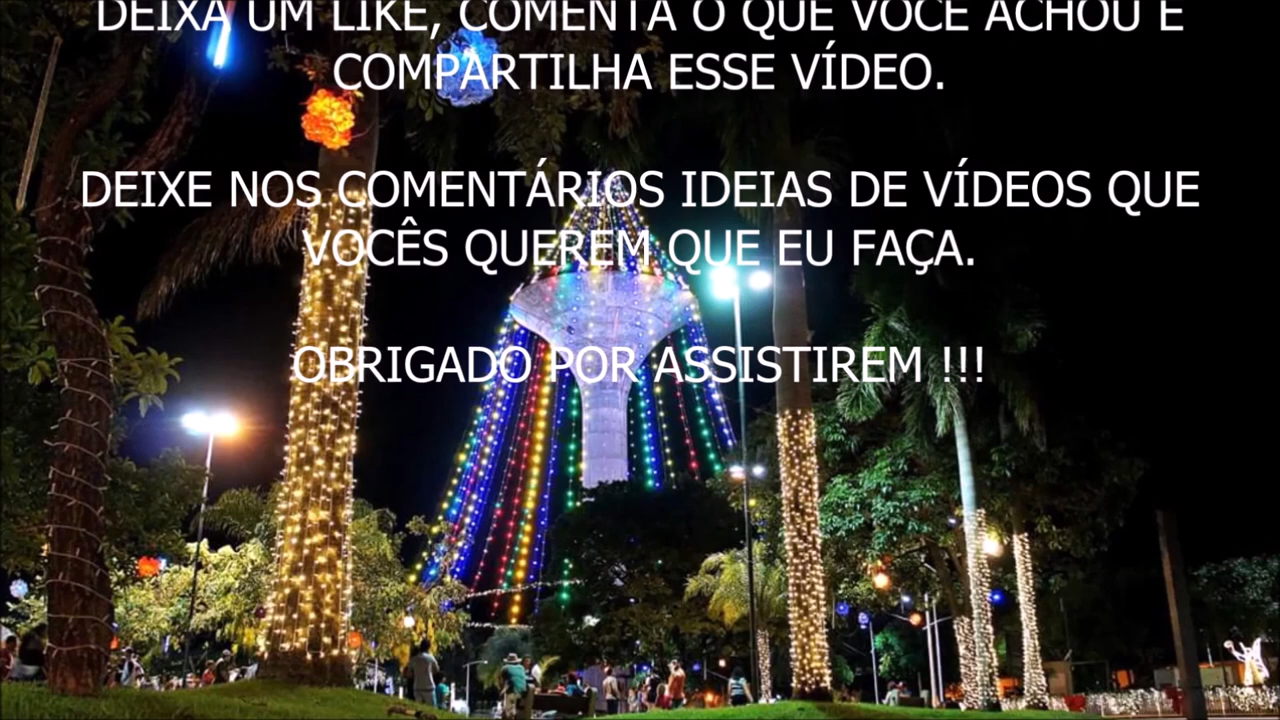 DEIXA UM LIKE, COMENTA O QUE VOCÊ ACHOU E
COMPARTILHA ESSE VÍDEO.
DEIXE NOS COMENTÁRIOS IDEIAS DE VÍDEOS QUE
VOCÊS QUEREM QUE EU FAÇA.
OBRIGADO POR ASSISTIREM !!!